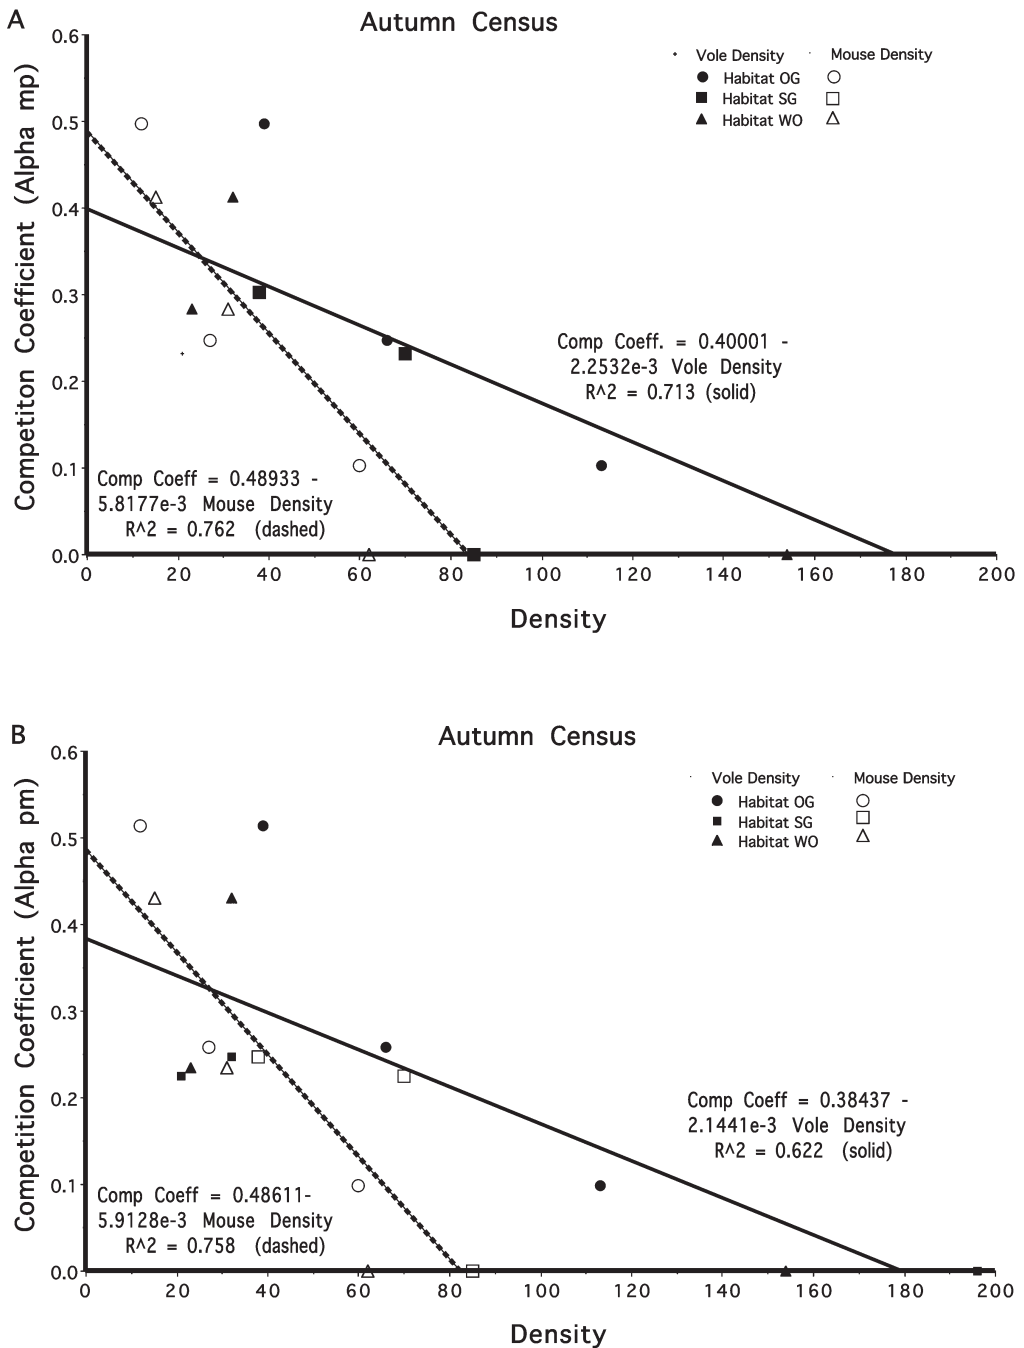 A
Autumn Census
Competiton Coefficient (Alpha mp)
0.6
0.5
0.4
0.3
0.2
0.1
0.0
Vole Density Mouse Density
Habitat OG
Habitat SG
Habitat WO
Comp Coeff. = 0.40001 -
2.2532e-3 Vole Density
R^2 = 0.713 (solid)
Comp Coeff = 0.48933 -
5.8177e-3 Mouse Density
R^2 = 0.762 (dashed)
0 20 40 60 80 100 120 140 160 180 200
Density
B
Autumn Census
Competition Coefficient (Alpha pm)
0.6
0.5
0.4
0.3
0.2
0.1
0.0
Vole Density Mouse Density
Habitat OG
Habitat SG
Habitat WO
Comp Coeff = 0.38437 -
2.1441e-3 Vole Density
R^2 = 0.622 (solid)
Comp Coeff = 0.48611-
5.9128e-3 Mouse Density
R^2 = 0.758 (dashed)
0 20 40 60 80 100 120 140 160 180 200
Density